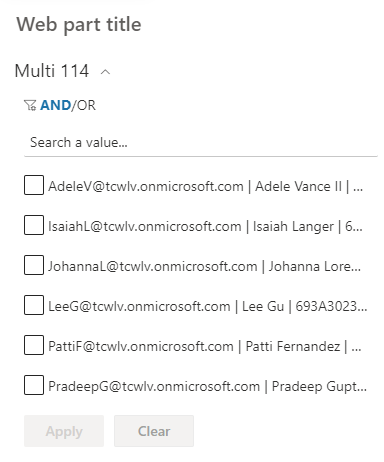 Web part title
Multi 114
AND/OR
Search a value...
AdeleV@tcwlv.onmicrosoft.com | Adele Vance II | ...
IsaiahL@tcwlv.onmicrosoft.com | Isaiah Langer | 6...
JohannaL@tcwlv.onmicrosoft.com | Johanna Lore...
LeeG@tcwlv.onmicrosoft.com | Lee Gu | 693A3023...
PattiF@tcwlv.onmicrosoft.com | Patti Fernandez | ...
PradeepG@tcwlv.onmicrosoft.com | Pradeep Gupt...
Apply Clear